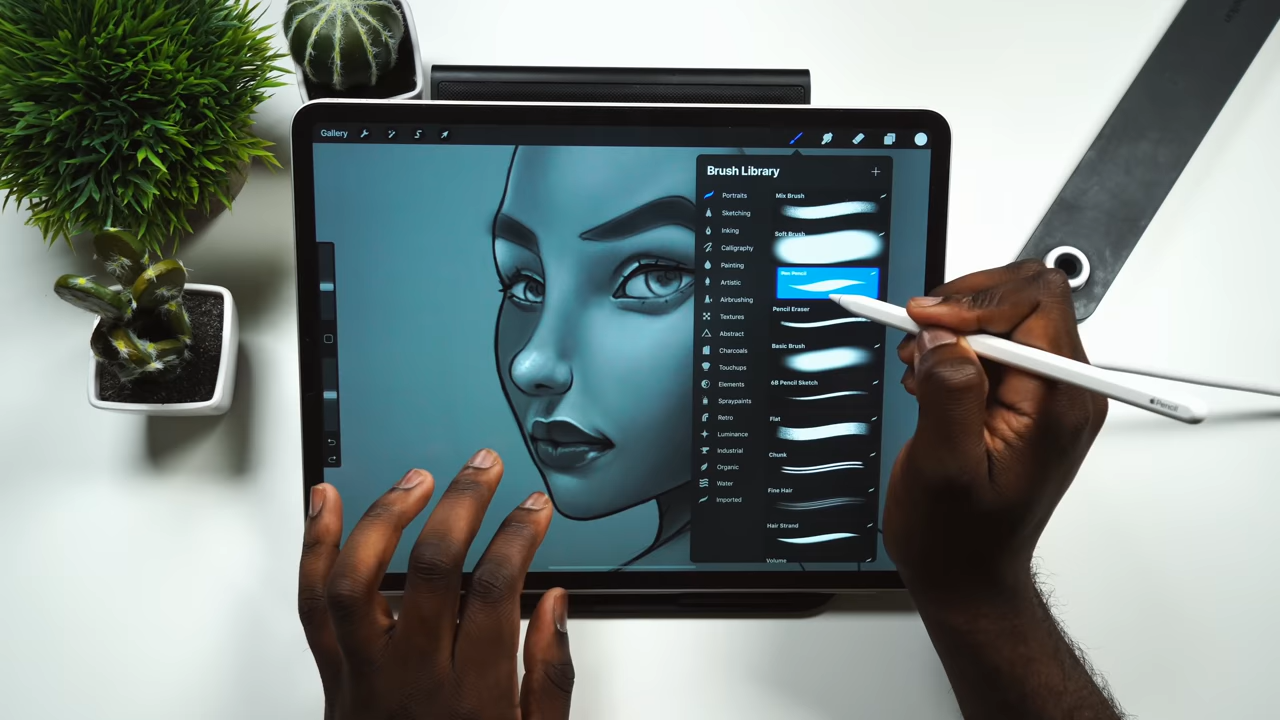 Gallery
Brush Library
Portraits
Sketching
Inking
Calligraphy
Painting
Artistic
Airbrushing
Textures
Abstract
Charcoals
Touchups
Elements
Spraypaints
Retro
Luminance
Industrial
Organic
Water
Imported
Mix Brush
Soft Brush
Pencil
Pencil Eraser
Basic Brush
6B Pencil Sketch
Flat
Chunk
Fine Hair
Hair Strand
Volume
Pencil